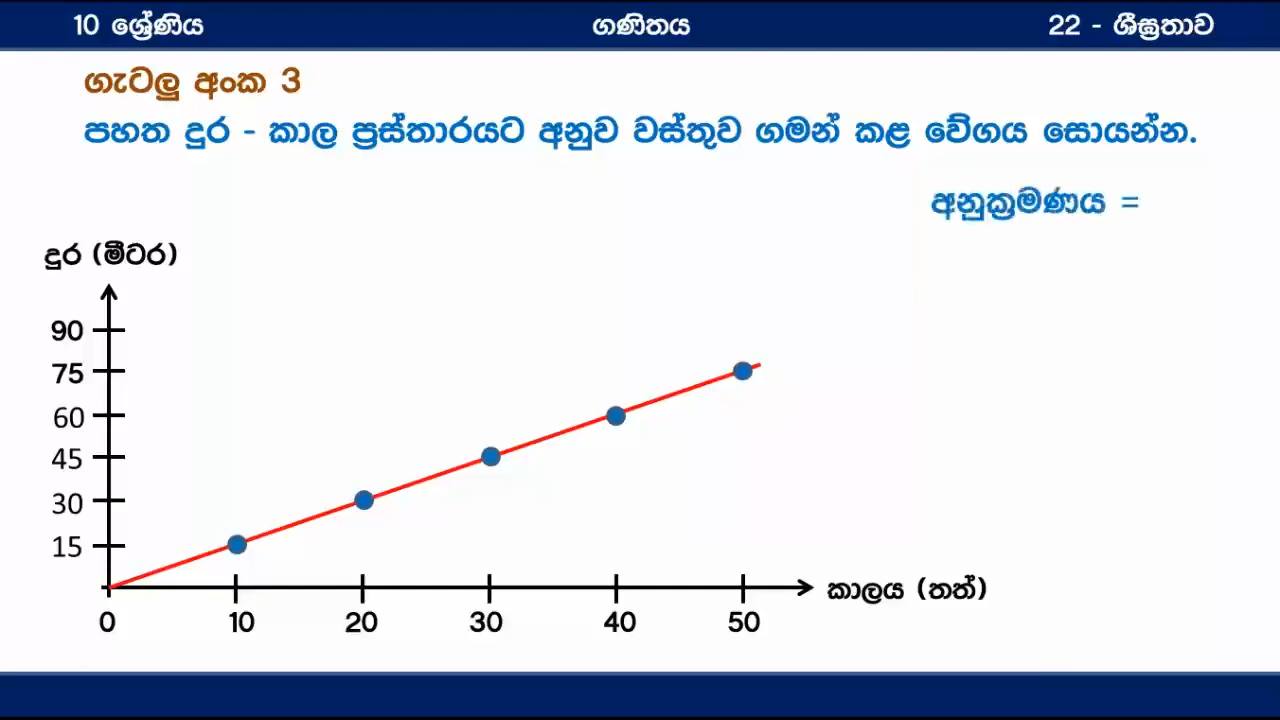 10 ශ්‍රේණිය ගණිතය 22 - ශීඝ්‍රතාව
ගැටලු අංක 3
පහත දුර - කාල ප්‍රස්තාරයට අනුව වස්තුව ගමන් කළ වේගය සොයන්න.
අනුක්‍රමණය =
දුර (මීටර)
90
75
60
45
30
15
කාලය (තත්)
0 10 20 30 40 50